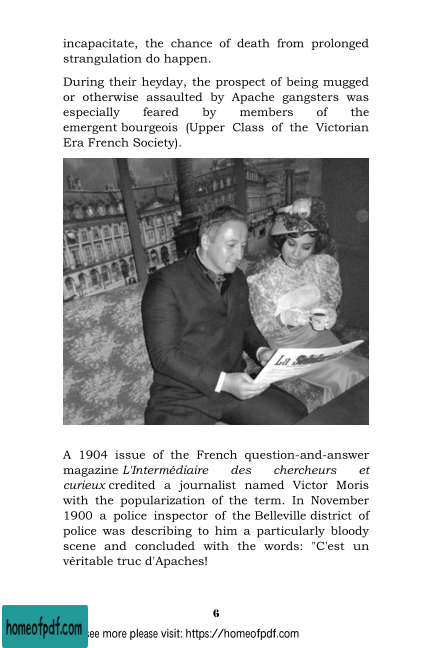 incapacitate, the chance of death from prolonged
strangulation do happen.
During their heyday, the prospect of being mugged
or otherwise assaulted by Apache gangsters was
especially feared by members of the
emergent bourgeois (Upper Class of the Victorian
Era French Society).
La
A 1904 issue of the French question-and-answer
magazine L'Intermédiaire des chercheurs et
curieux credited a journalist named Victor Moris
with the popularization of the term. In November
1900 a police inspector of the Belleville district of
police was describing to him a particularly bloody
scene and concluded with the words: "C'est un
véritable truc d'Apaches!
6
homeofpdf.com
see more please visit: https://homeofpdf.com